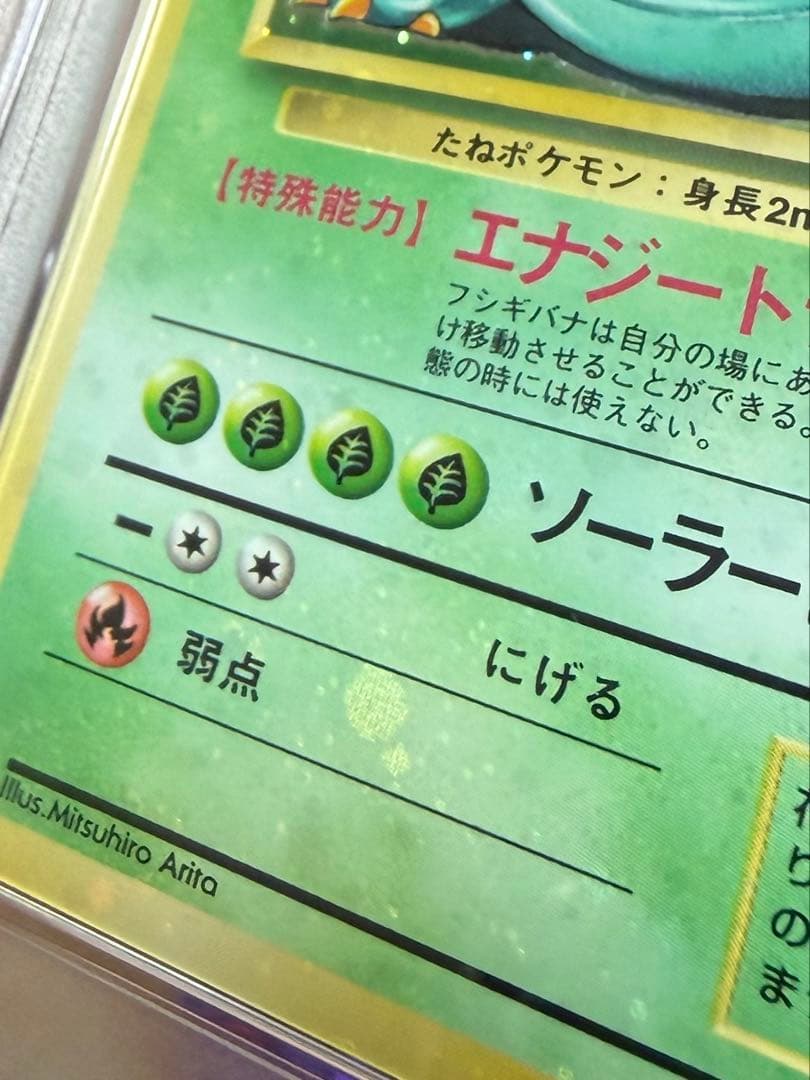 たねポケモン：身長2m
【特殊能力】 エナジート
フシギバナは自分の場にあ
け移動させることができる。
態の時には使えない。
ソーラー
− にげる
弱点
Illus.Mitsuhiro Arita
りの
ま